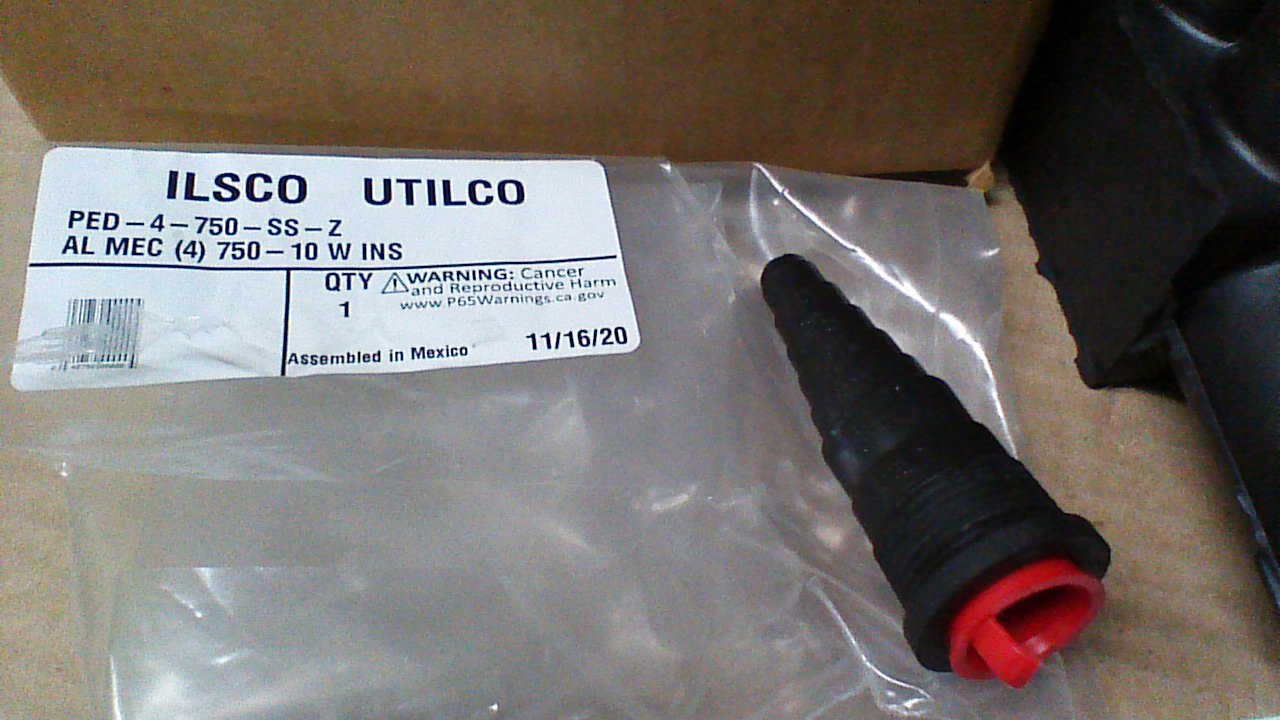 ILSCO UTILCO
PED-4-750-SS-Z
AL MEC (4) 750-10 W INS
QTY
1
⚠WARNING: Cancer
and Reproductive Harm
www.P65Warnings.ca.gov
Assembled in Mexico
11/16/20